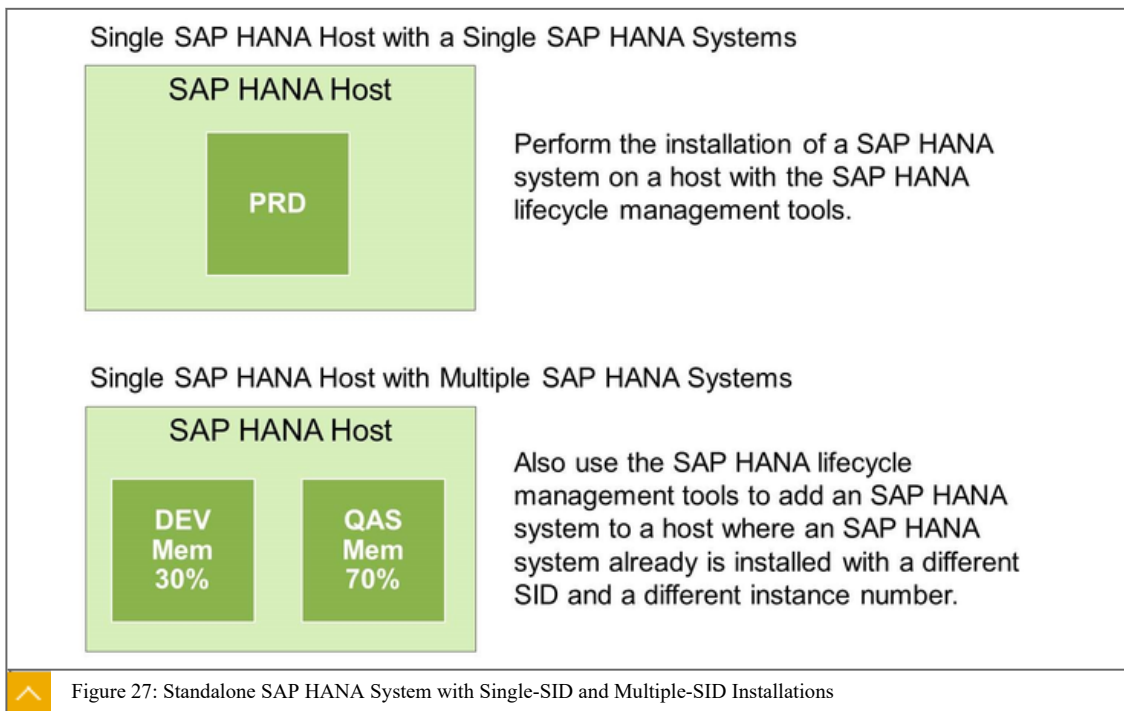 Single SAP HANA Host with a Single SAP HANA Systems
SAP HANA Host
PRD
Perform the installation of a SAP HANA
system on a host with the SAP HANA
lifecycle management tools.
Single SAP HANA Host with Multiple SAP HANA Systems
SAP HANA Host
DEV
Mem
30%
QAS
Mem
70%
Also use the SAP HANA lifecycle
management tools to add an SAP HANA
system to a host where an SAP HANA
system already is installed with a different
SID and a different instance number.
Figure 27: Standalone SAP HANA System with Single-SID and Multiple-SID Installations